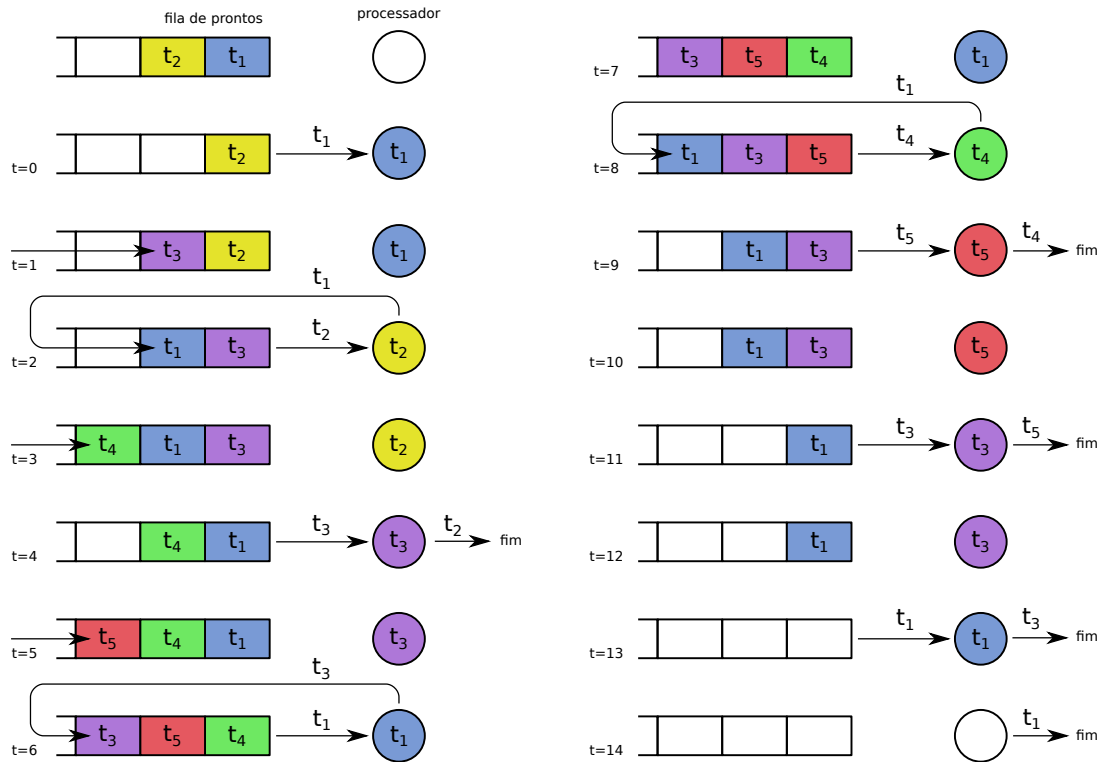 fila de prontos
processador
t2 t1
t1
t=0 t2 t1
t=1 t3 t2 t1
t1
t2
t=2 t1 t3 t2
t=3 t4 t1 t3 t2
t3 t2
t=4 t4 t1 t3 fim
t=5 t5 t4 t1 t3
t3
t1
t=6 t3 t5 t4 t1
t=7 t3 t5 t4 t1
t1
t4
t=8 t1 t3 t5 t4
t5 t4
t=9 t1 t3 t5 fim
t=10 t1 t3 t5
t3 t5
t=11 t1 t3 fim
t=12 t1 t3
t1 t3
t=13 t1 fim
t1
t=14 fim